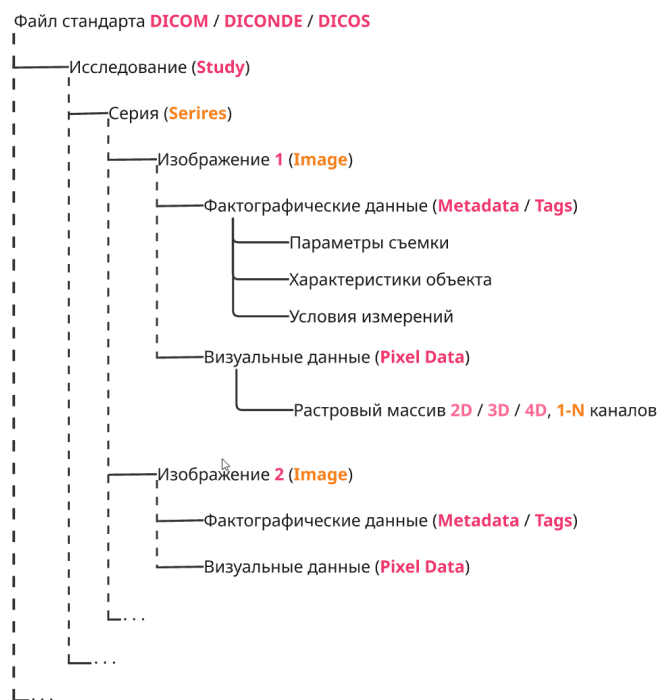 Файл стандарта DICOM / DICONDE / DICOS
Исследование (Study)
Серия (Serires)
Изображение 1 (Image)
Фактографические данные (Metadata / Tags)
Параметры съемки
Характеристики объекта
Условия измерений
Визуальные данные (Pixel Data)
Растровый массив 2D / 3D / 4D, 1-N каналов
Изображение 2 (Image)
Фактографические данные (Metadata / Tags)
Визуальные данные (Pixel Data)
...
...
...